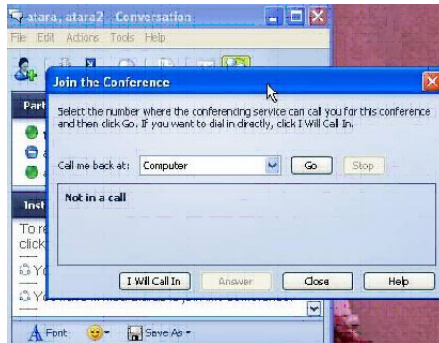 atara, atara2 Conversation
File Edit Actions Tools Help
Join the Conference
Part
Select the number where the conferencing service can call you for this conference
and then click Go. If you want to dial in directly, click I Will Call In.
Call me back at: Computer Go Stop
Not in a call
Inst
To re
click
Yo
I Will Call In Answer Close Help
Font Save As